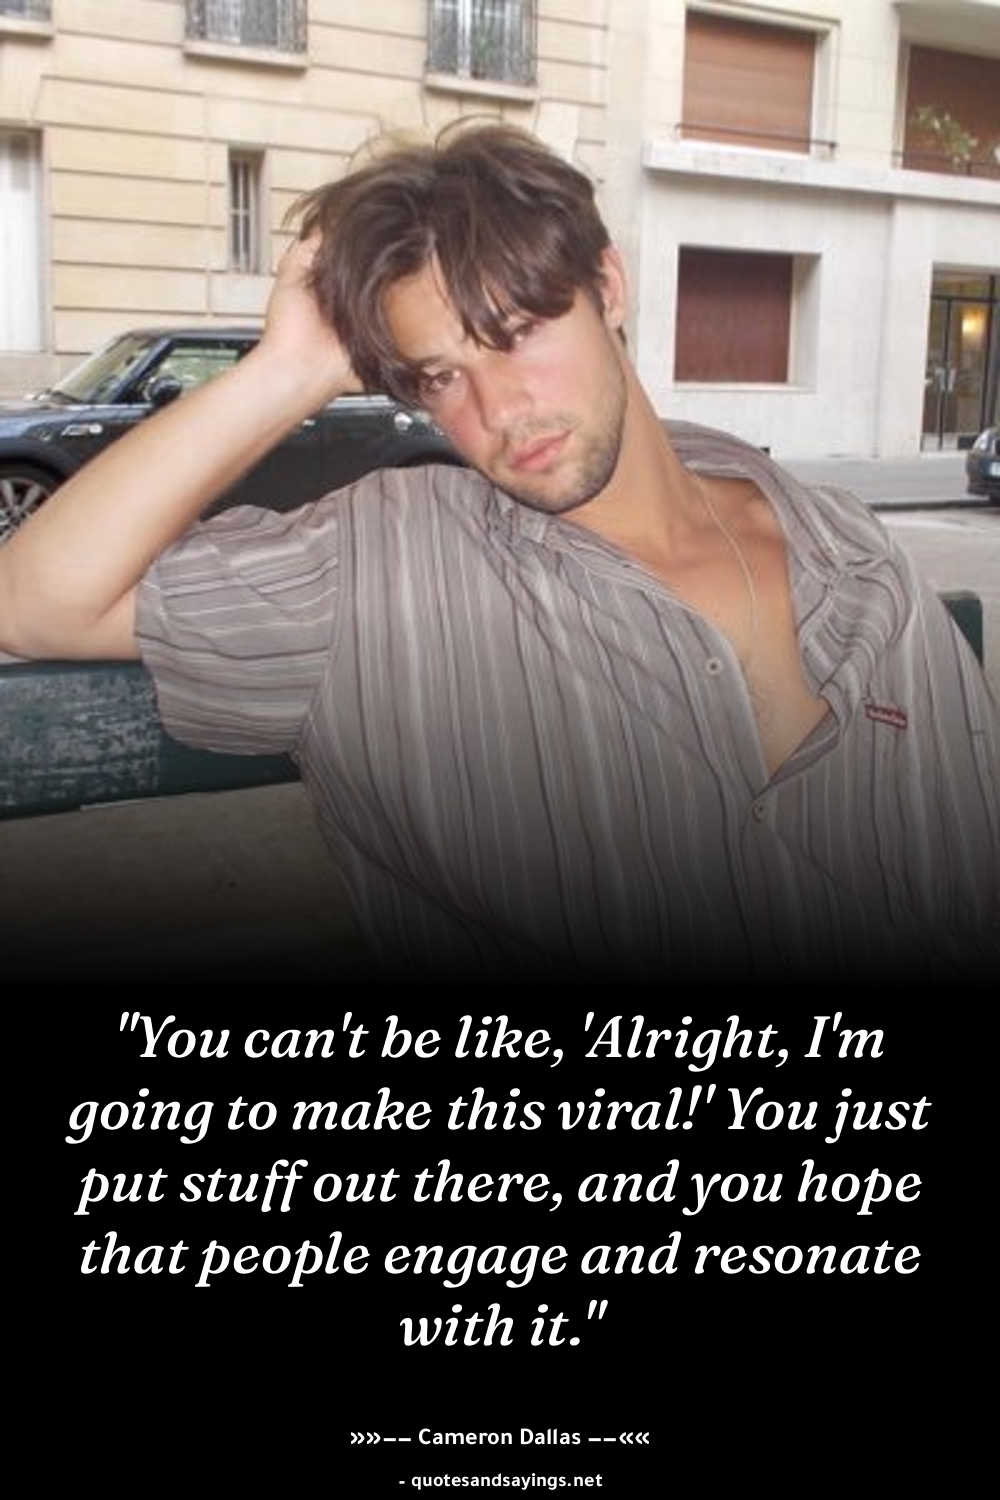 "You can't be like, 'Alright, I'm
going to make this viral!' You just
put stuff out there, and you hope
that people engage and resonate
with it."
»»–– Cameron Dallas ––««
- quotesandsayings.net